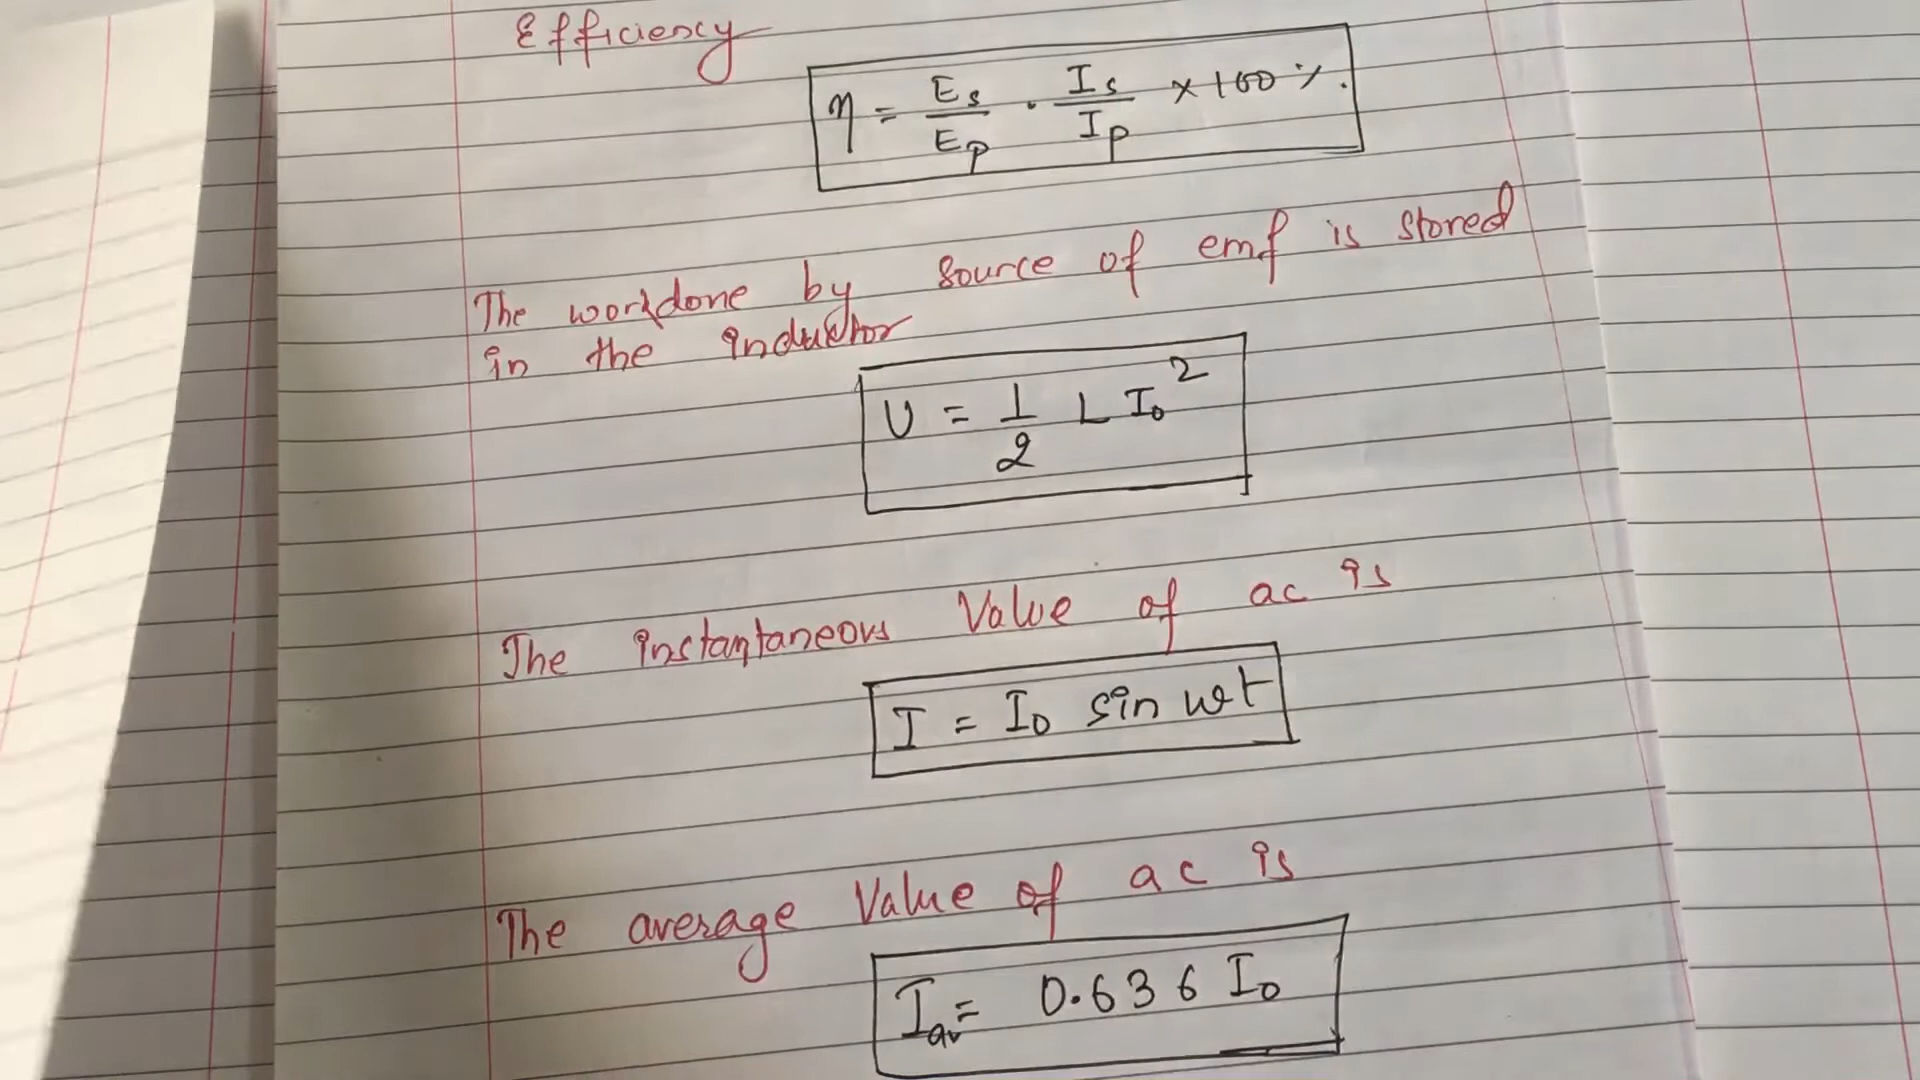 Efficiency
η = Es/Ep · Is/Ip × 100 %.
The workdone by source of emf is stored
in the inductor
U = 1/2 L I₀²
The instantaneous Value of ac is
I = I₀ sin wt
The average Value of ac is
Iav = 0.636 I₀